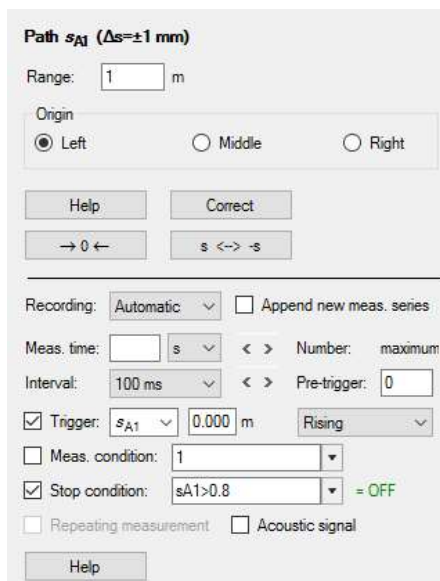 Path sA1 (Δs=±1 mm)
Range: 1 m
Origin
Left Middle Right
Help Correct
→ 0 ← s <--> -s
Recording: Automatic Append new meas. series
Meas. time: s < > Number: maximum
Interval: 100 ms < > Pre-trigger: 0
Trigger: sA1 0.000 m Rising
Meas. condition: 1
Stop condition: sA1>0.8 = OFF
Repeating measurement Acoustic signal
Help